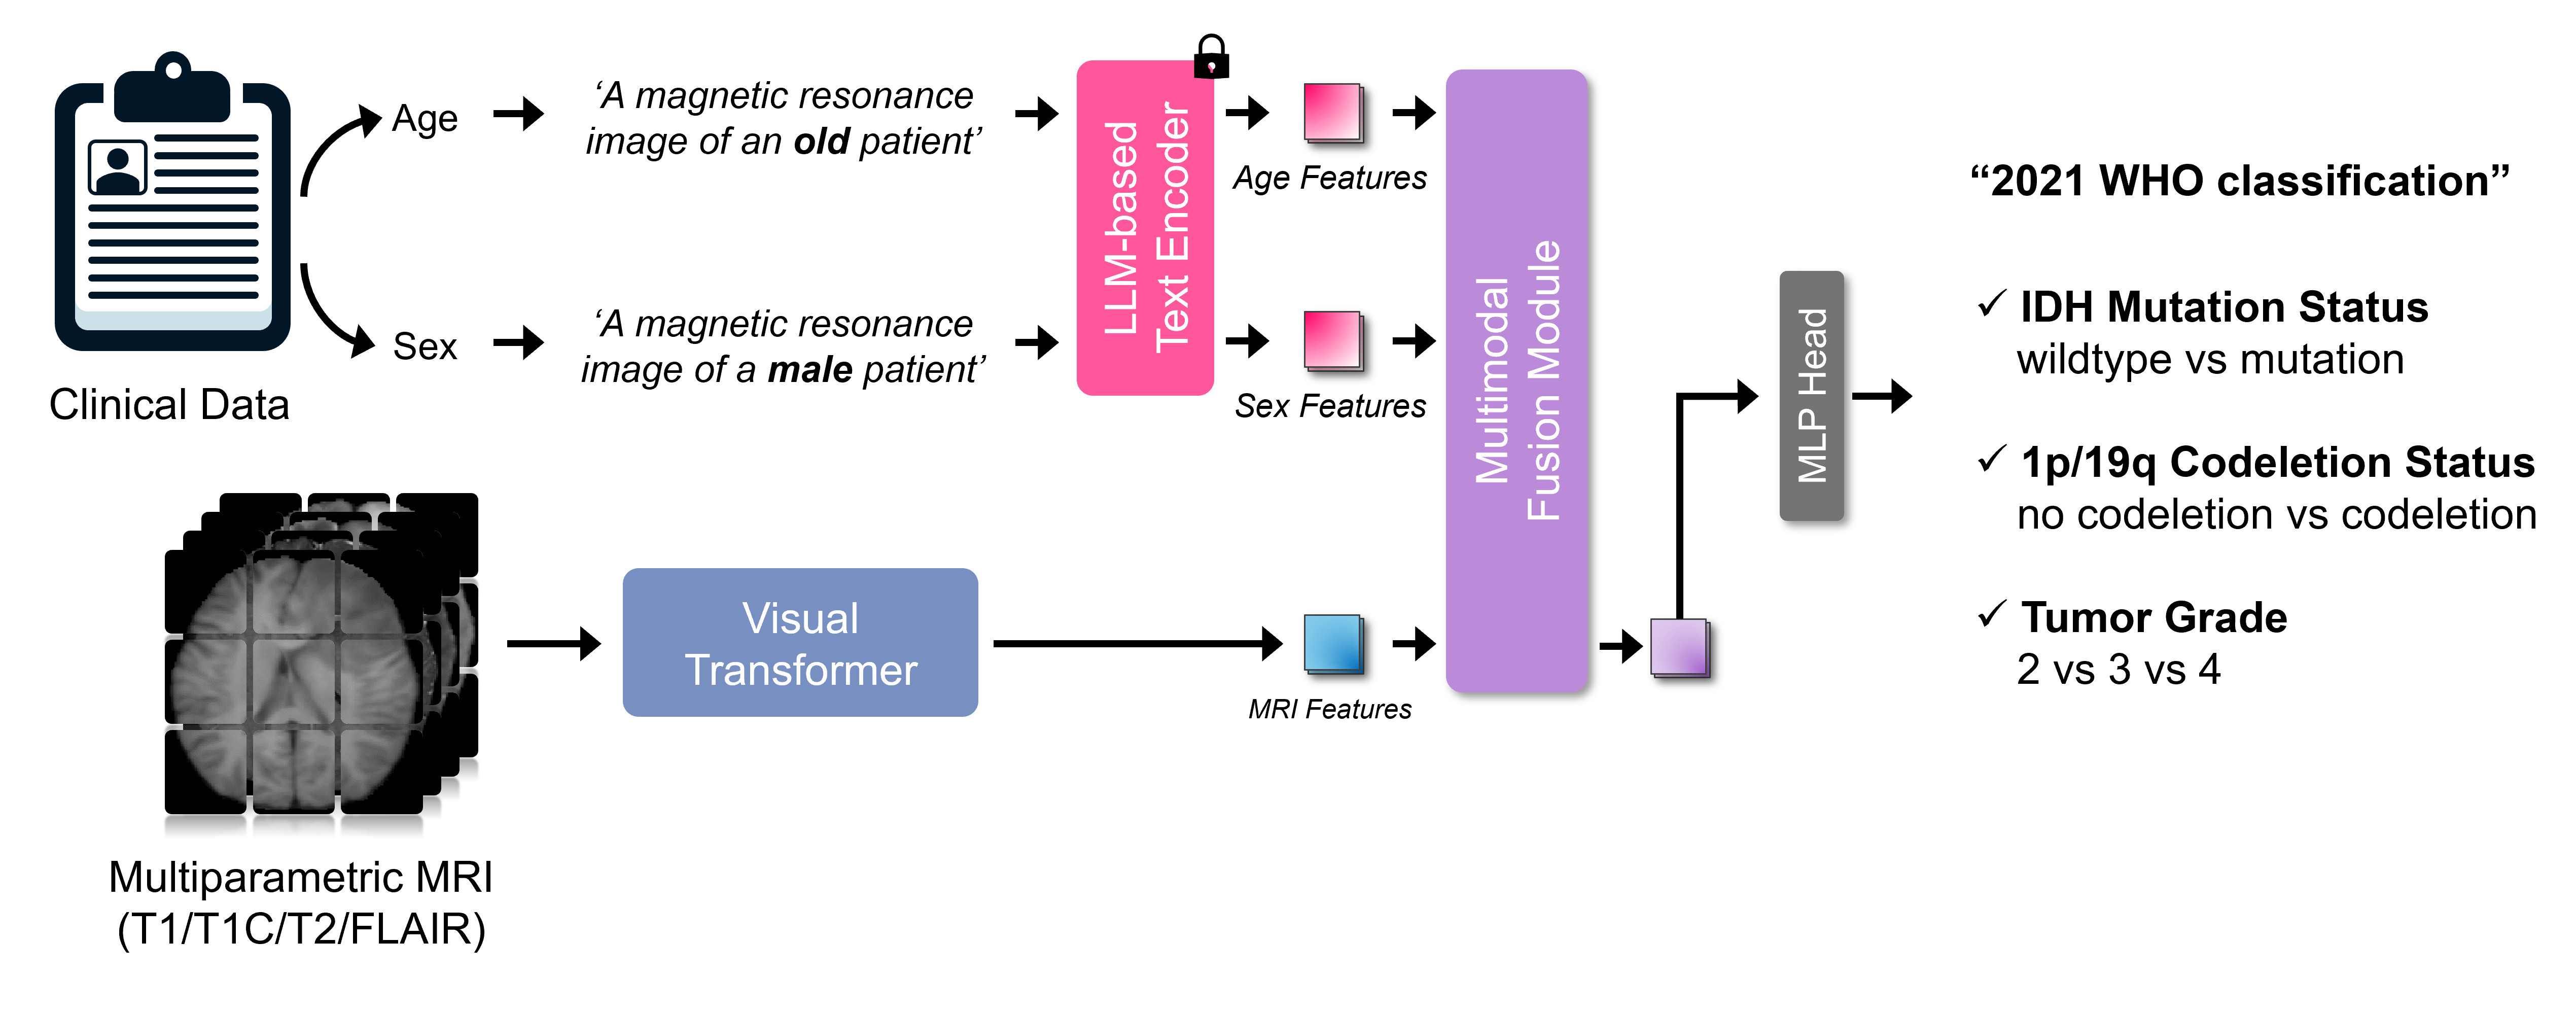 Clinical Data
Age
‘A magnetic resonance
image of an old patient’
Sex
‘A magnetic resonance
image of a male patient’
LLM-based
Text Encoder
Age Features
Sex Features
Multiparametric MRI
(T1/T1C/T2/FLAIR)
Visual
Transformer
MRI Features
Multimodal
Fusion Module
MLP Head
“2021 WHO classification”
✓ IDH Mutation Status
wildtype vs mutation
✓ 1p/19q Codeletion Status
no codeletion vs codeletion
✓ Tumor Grade
2 vs 3 vs 4